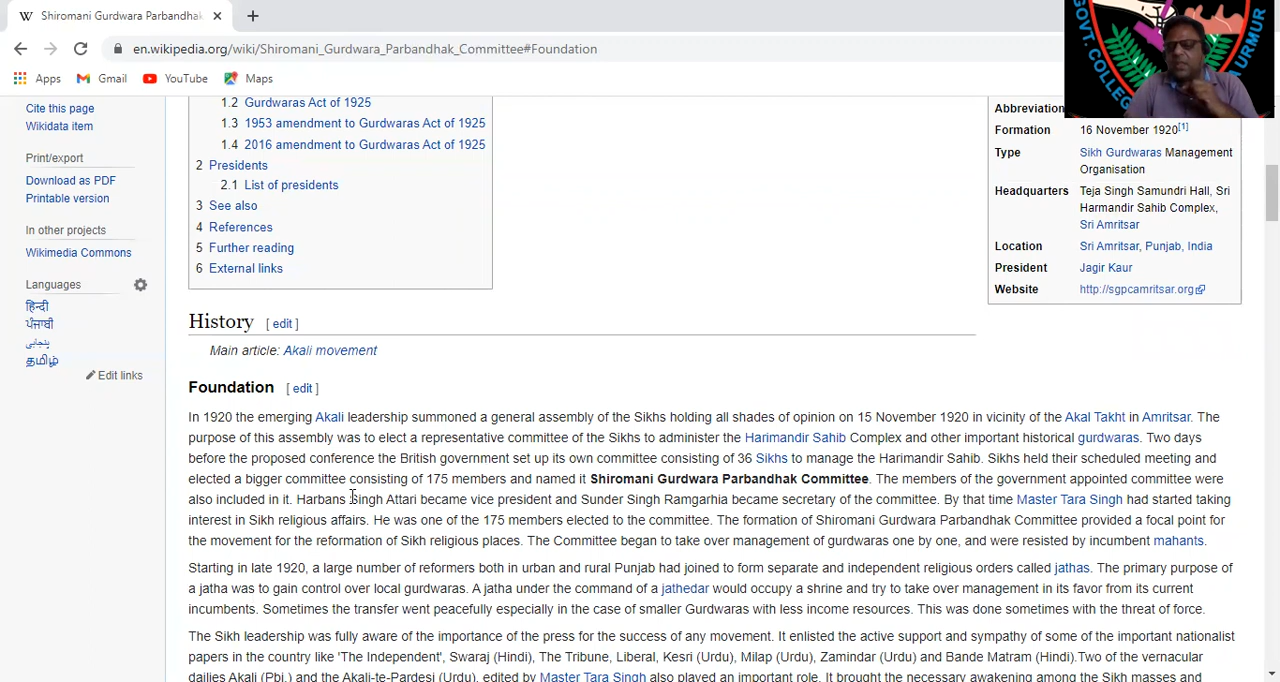 Shiromani Gurdwara Parbandhak
en.wikipedia.org/wiki/Shiromani_Gurdwara_Parbandhak_Committee#Foundation
Apps Gmail YouTube Maps
GOVT. COLLEG
A URMUR
Cite this page
Wikidata item
Print/export
Download as PDF
Printable version
In other projects
Wikimedia Commons
Languages
हिन्दी
ਪੰਜਾਬੀ
پنجابی
தமிழ்
Edit links
1.2 Gurdwaras Act of 1925
1.3 1953 amendment to Gurdwaras Act of 1925
1.4 2016 amendment to Gurdwaras Act of 1925
2 Presidents
2.1 List of presidents
3 See also
4 References
5 Further reading
6 External links
Abbreviation
Formation 16 November 1920[1]
Type Sikh Gurdwaras Management
Organisation
Headquarters Teja Singh Samundri Hall, Sri
Harmandir Sahib Complex,
Sri Amritsar
Location Sri Amritsar, Punjab, India
President Jagir Kaur
Website http://sgpcamritsar.org
History [ edit ]
Main article: Akali movement
Foundation [ edit ]
In 1920 the emerging Akali leadership summoned a general assembly of the Sikhs holding all shades of opinion on 15 November 1920 in vicinity of the Akal Takht in Amritsar. The
purpose of this assembly was to elect a representative committee of the Sikhs to administer the Harimandir Sahib Complex and other important historical gurdwaras. Two days
before the proposed conference the British government set up its own committee consisting of 36 Sikhs to manage the Harimandir Sahib. Sikhs held their scheduled meeting and
elected a bigger committee consisting of 175 members and named it Shiromani Gurdwara Parbandhak Committee. The members of the government appointed committee were
also included in it. Harbans Singh Attari became vice president and Sunder Singh Ramgarhia became secretary of the committee. By that time Master Tara Singh had started taking
interest in Sikh religious affairs. He was one of the 175 members elected to the committee. The formation of Shiromani Gurdwara Parbandhak Committee provided a focal point for
the movement for the reformation of Sikh religious places. The Committee began to take over management of gurdwaras one by one, and were resisted by incumbent mahants.
Starting in late 1920, a large number of reformers both in urban and rural Punjab had joined to form separate and independent religious orders called jathas. The primary purpose of
a jatha was to gain control over local gurdwaras. A jatha under the command of a jathedar would occupy a shrine and try to take over management in its favor from its current
incumbents. Sometimes the transfer went peacefully especially in the case of smaller Gurdwaras with less income resources. This was done sometimes with the threat of force.
The Sikh leadership was fully aware of the importance of the press for the success of any movement. It enlisted the active support and sympathy of some of the important nationalist
papers in the country like 'The Independent', Swaraj (Hindi), The Tribune, Liberal, Kesri (Urdu), Milap (Urdu), Zamindar (Urdu) and Bande Matram (Hindi).Two of the vernacular
dailies Akali (Pbi.) and the Akali-te-Pardesi (Urdu), edited by Master Tara Singh also played an important role. It brought the necessary awakening among the Sikh masses and